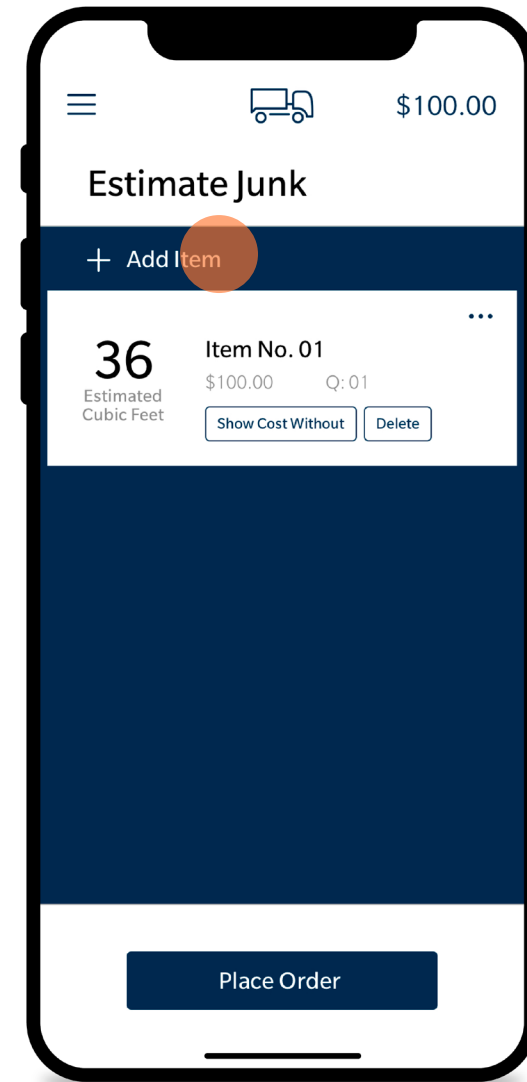 $100.00
Estimate Junk
+ Add Item
36
Estimated
Cubic Feet
Item No. 01
$100.00 Q: 01
Show Cost Without Delete
Place Order